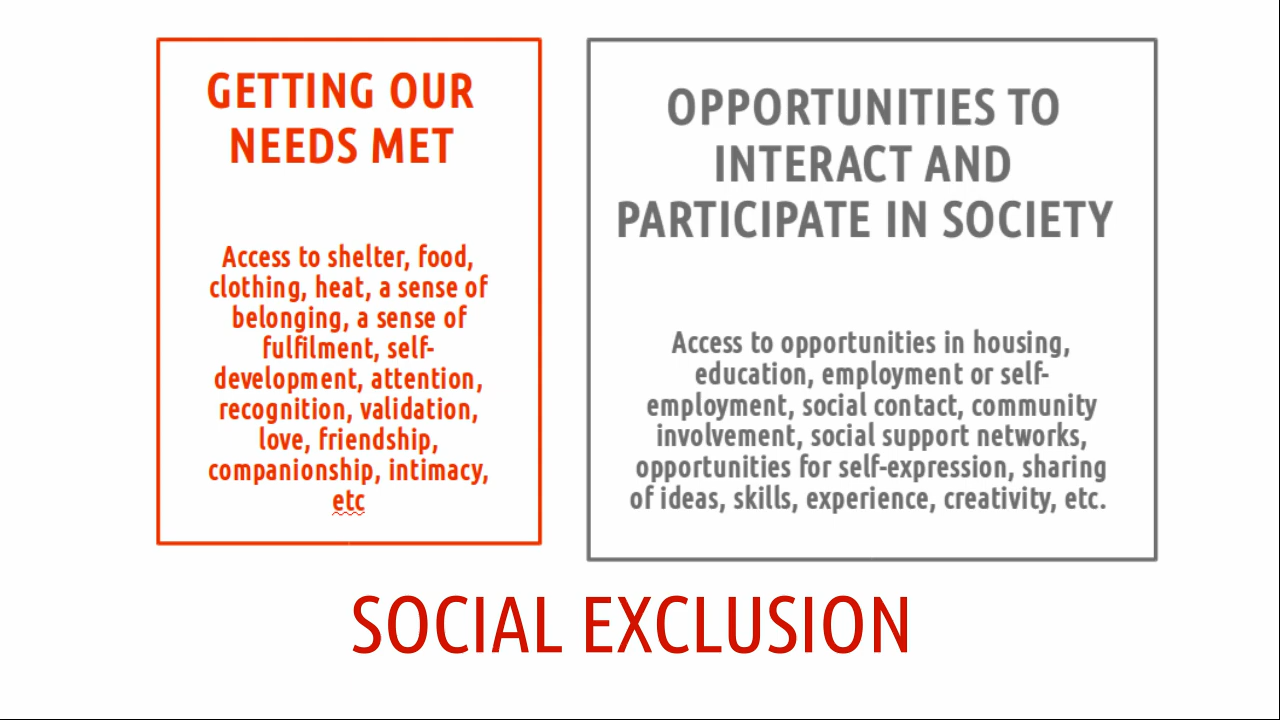 GETTING OUR
NEEDS MET
Access to shelter, food,
clothing, heat, a sense of
belonging, a sense of
fulfilment, self-
development, attention,
recognition, validation,
love, friendship,
companionship, intimacy,
etc
OPPORTUNITIES TO
INTERACT AND
PARTICIPATE IN SOCIETY
Access to opportunities in housing,
education, employment or self-
employment, social contact, community
involvement, social support networks,
opportunities for self-expression, sharing
of ideas, skills, experience, creativity, etc.
SOCIAL EXCLUSION